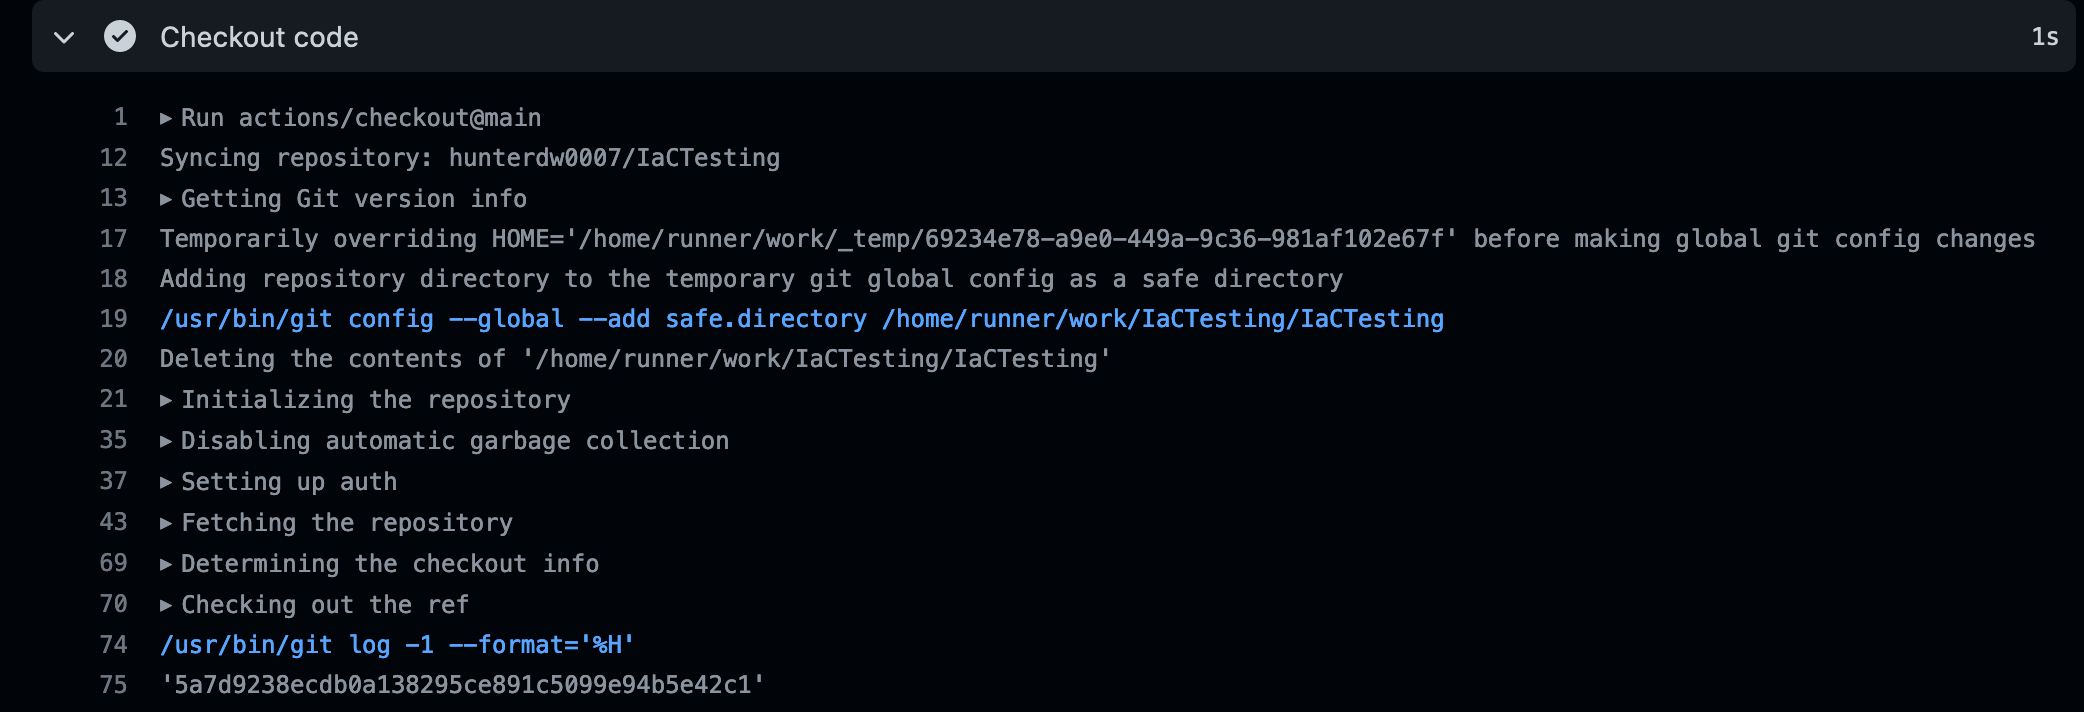 Checkout code 1s
1 ▶ Run actions/checkout@main
12 Syncing repository: hunterdw0007/IaCTesting
13 ▶ Getting Git version info
17 Temporarily overriding HOME='/home/runner/work/_temp/69234e78-a9e0-449a-9c36-981af102e67f' before making global git config changes
18 Adding repository directory to the temporary git global config as a safe directory
19 /usr/bin/git config --global --add safe.directory /home/runner/work/IaCTesting/IaCTesting
20 Deleting the contents of '/home/runner/work/IaCTesting/IaCTesting'
21 ▶ Initializing the repository
35 ▶ Disabling automatic garbage collection
37 ▶ Setting up auth
43 ▶ Fetching the repository
69 ▶ Determining the checkout info
70 ▶ Checking out the ref
74 /usr/bin/git log -1 --format='%H'
75 '5a7d9238ecdb0a138295ce891c5099e94b5e42c1'